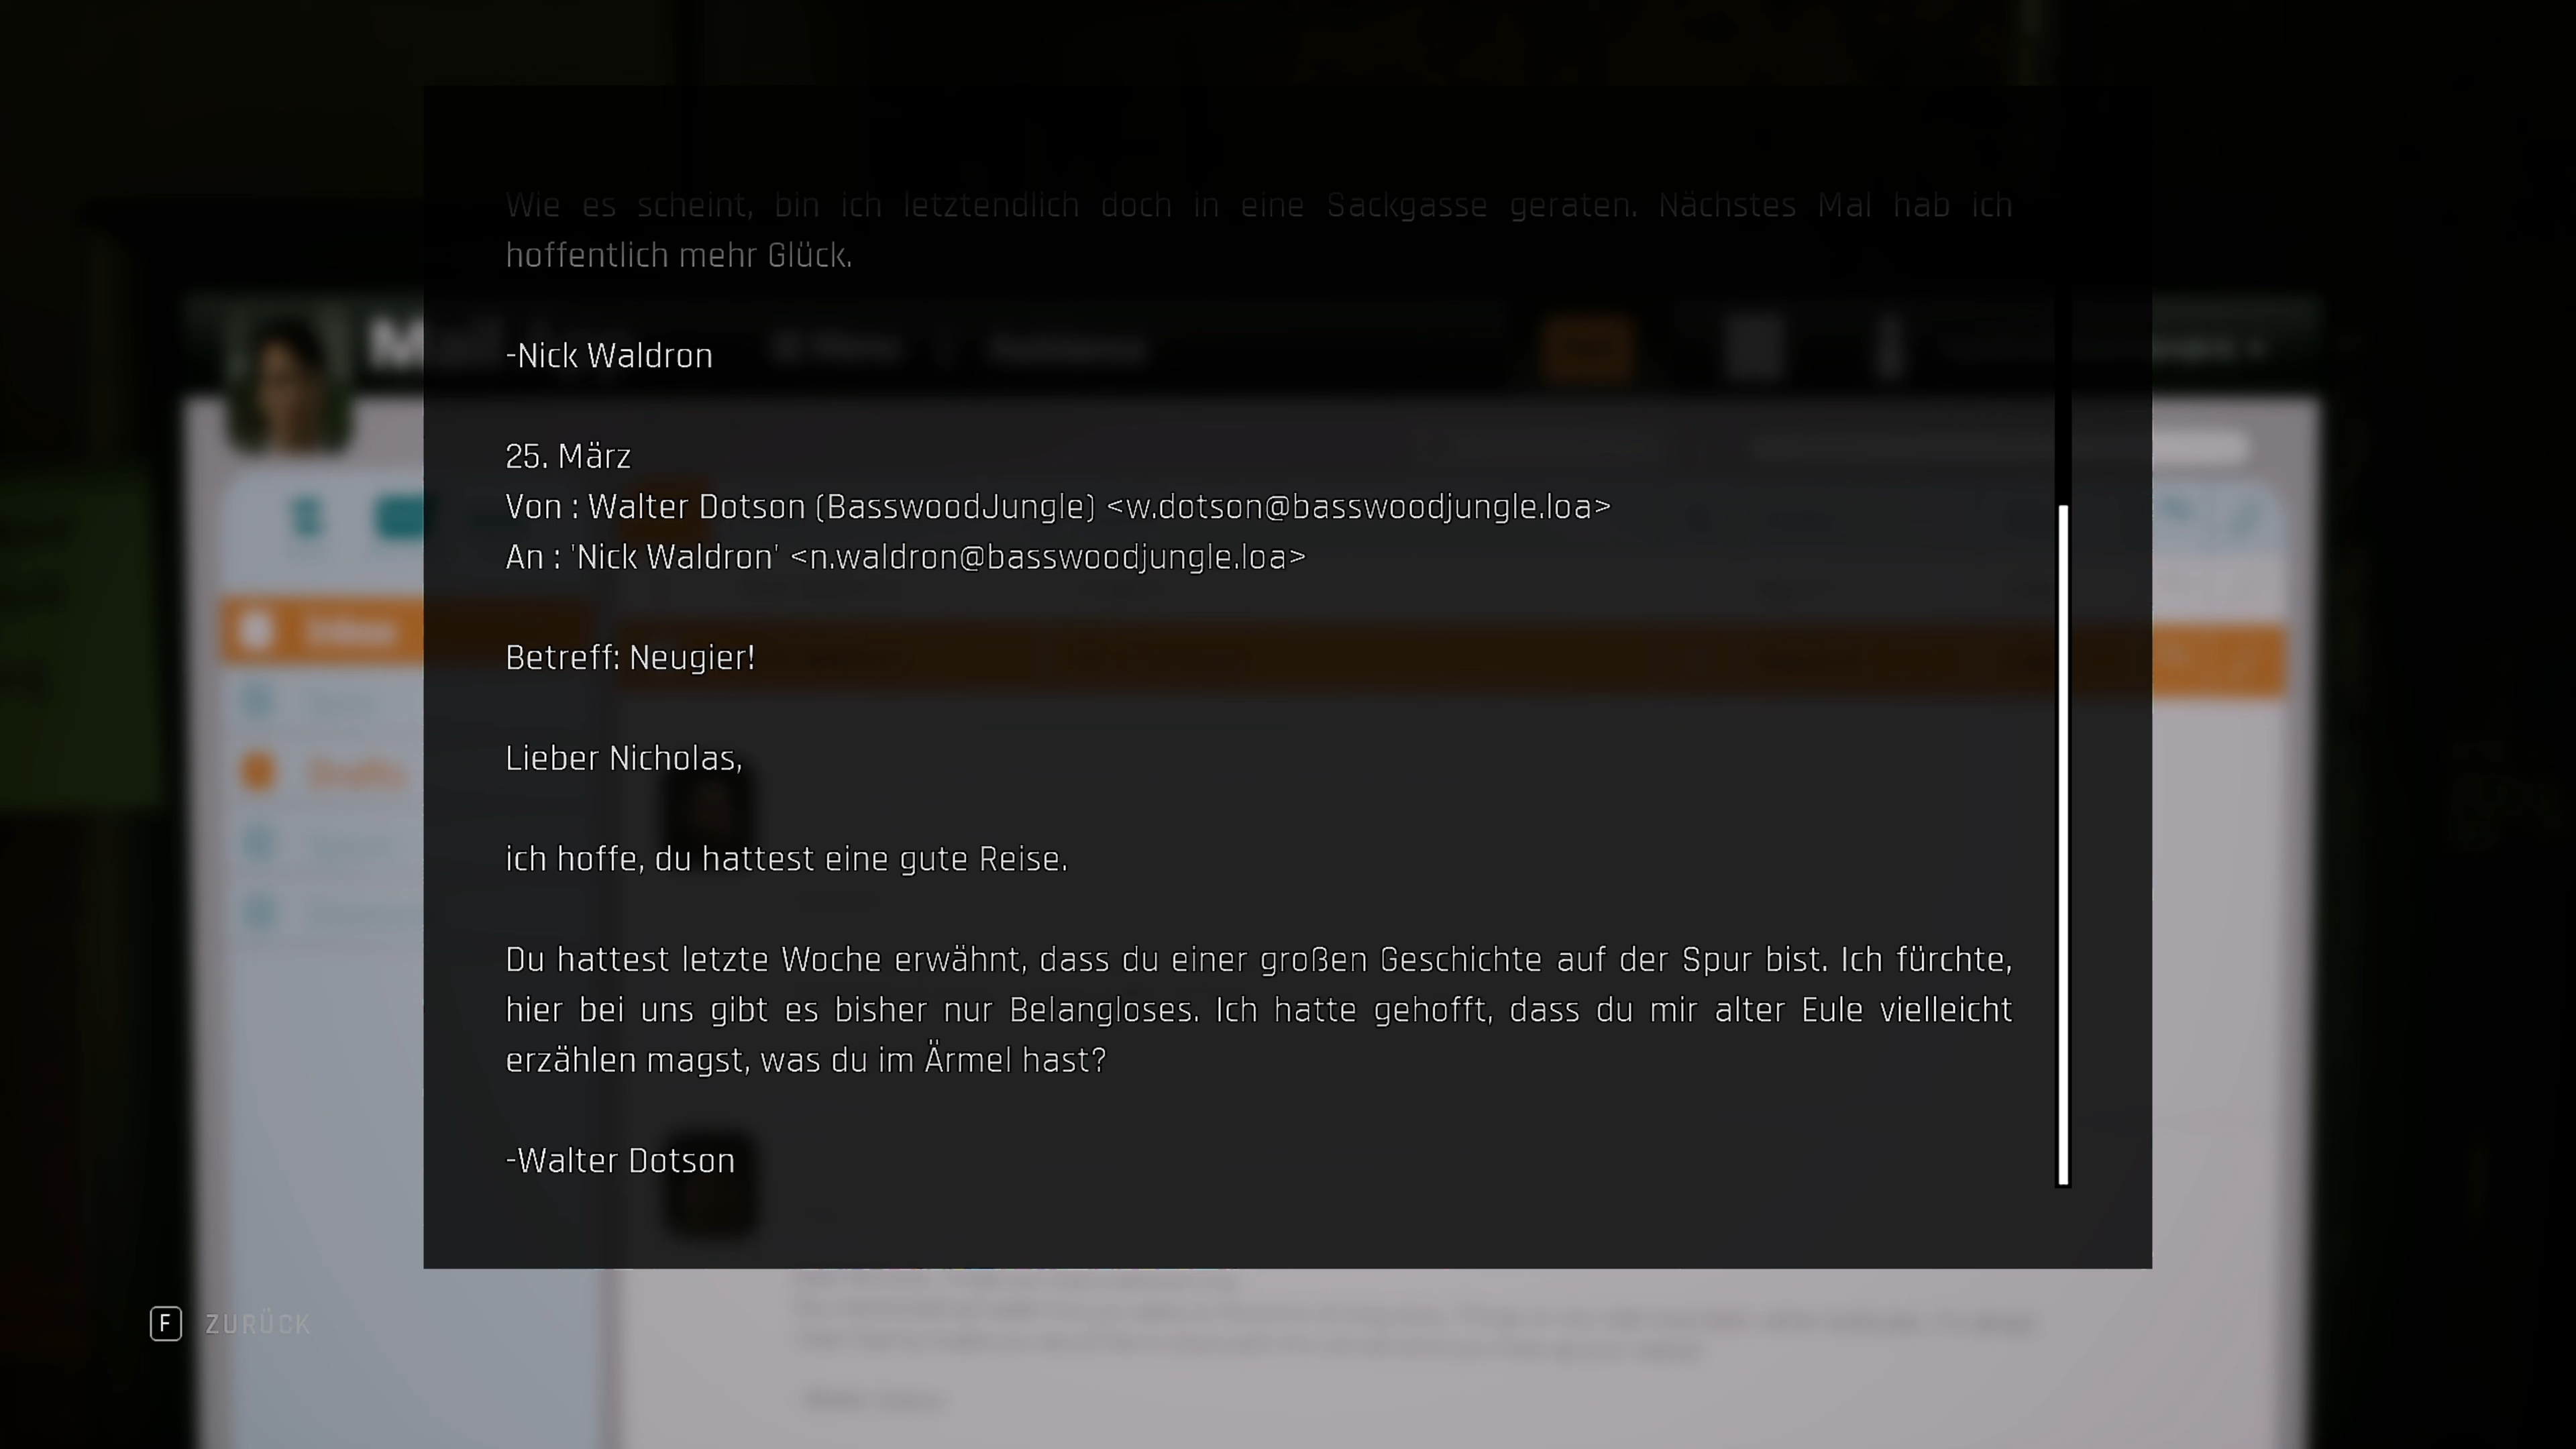 Wie es scheint, bin ich letztendlich doch in eine Sackgasse geraten. Nächstes Mal hab ich
hoffentlich mehr Glück.
-Nick Waldron
25. März
Von : Walter Dotson (BasswoodJungle) <w.dotson@basswoodjungle.loa>
An : 'Nick Waldron' <n.waldron@basswoodjungle.loa>
Betreff: Neugier!
Lieber Nicholas,
ich hoffe, du hattest eine gute Reise.
Du hattest letzte Woche erwähnt, dass du einer großen Geschichte auf der Spur bist. Ich fürchte,
hier bei uns gibt es bisher nur Belangloses. Ich hatte gehofft, dass du mir alter Eule vielleicht
erzählen magst, was du im Ärmel hast?
-Walter Dotson
Inbox
Drafts
F ZURÜCK